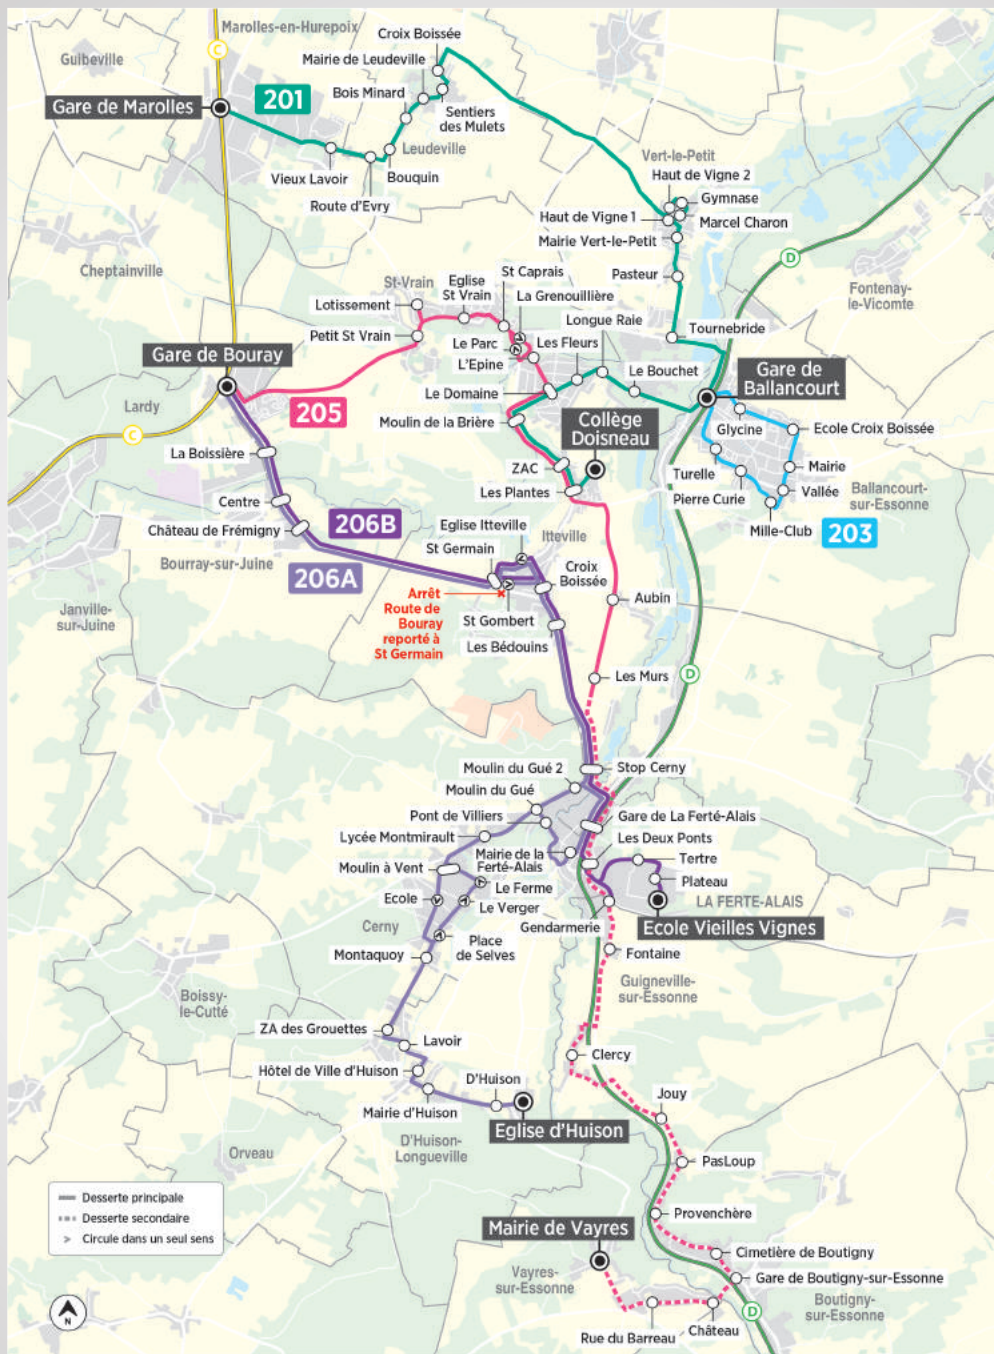 Marolles-en-Hurepoix
C
Guibeville
Croix Boissée
Mairie de Leudeville
Bois Minard
Gare de Marolles
201
Sentiers
des Mulets
Leudeville
Vieux Lavoir
Bouquin
Route d'Evry
Vert-le-Petit
Haut de Vigne 2
Gymnase
Haut de Vigne 1
Marcel Charon
Mairie Vert-le-Petit
D
Cheptainville
Pasteur
Fontenay-
le-Vicomte
St-Vrain
Eglise
St Vrain
St Caprais
La Grenouillère
Lotissement
Longue Raie
Tournebride
Petit St Vrain
Le Parc
Les Fleurs
L'Epine
Gare de Bouray
Le Bouchet
Gare de
Ballancourt
Le Domaine
Lardy
205
C
Moulin de la Brière
Collège
Doisneau
Glycine
Ecole Croix Boissée
La Boissière
ZAC
Turelle
Mairie
Les Plantes
Pierre Curie
Vallée
Ballancourt-
sur-Essonne
Centre
Mille-Club
203
Château de Frémigny
206B
Eglise Itteville
Itteville
Bourray-sur-Juine
206A
St Germain
Croix
Boissée
Arrêt
Route de
Bouray
reporté à
St Germain
Aubin
St Gombert
Janville-
sur-Juine
Les Bédouins
Les Murs
D
Moulin du Gué 2
Stop Cerny
Moulin du Gué
Pont de Villiers
Gare de La Ferté-Alais
Lycée Montmirault
Les Deux Ponts
Mairie de la
Ferté-Alais
Tertre
Moulin à Vent
Plateau
Le Ferme
Ecole
Le Verger
LA FERTE-ALAIS
Cerny
Gendarmerie
Ecole Vieilles Vignes
Place
de Selves
Montaquoy
Fontaine
Guigneville-
sur-Essonne
Boissy-
le-Cutté
ZA des Grouettes
Lavoir
Clercy
Hôtel de Ville d'Huison
D'Huison
Jouy
Mairie d'Huison
Eglise d'Huison
D'Huison-
Longueville
Orveau
PasLoup
Desserte principale
Desserte secondaire
> Circule dans un seul sens
Provenchère
Mairie de Vayres
Cimetière de Boutigny
Vayres-
sur-Essonne
Gare de Boutigny-sur-Essonne
Boutigny-
sur-Essonne
D
Château
Rue du Barreau
N